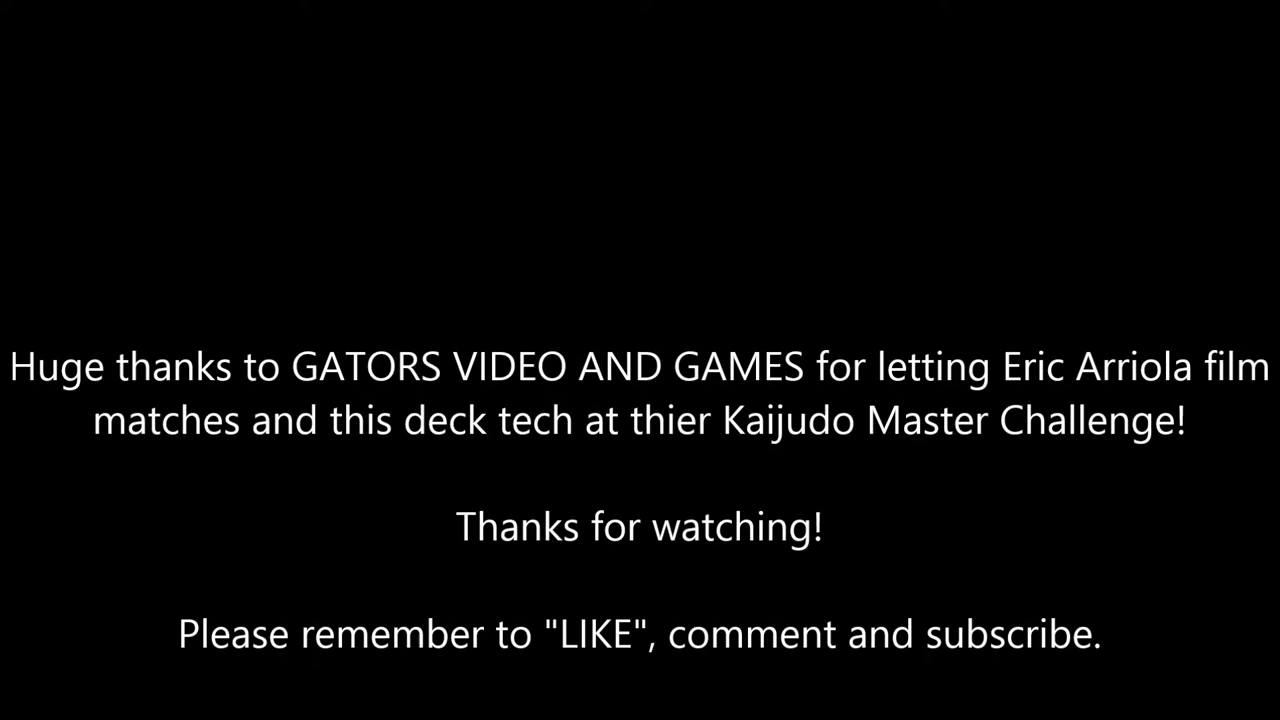 Huge thanks to GATORS VIDEO AND GAMES for letting Eric Arriola film
matches and this deck tech at thier Kaijudo Master Challenge!
Thanks for watching!
Please remember to "LIKE", comment and subscribe.